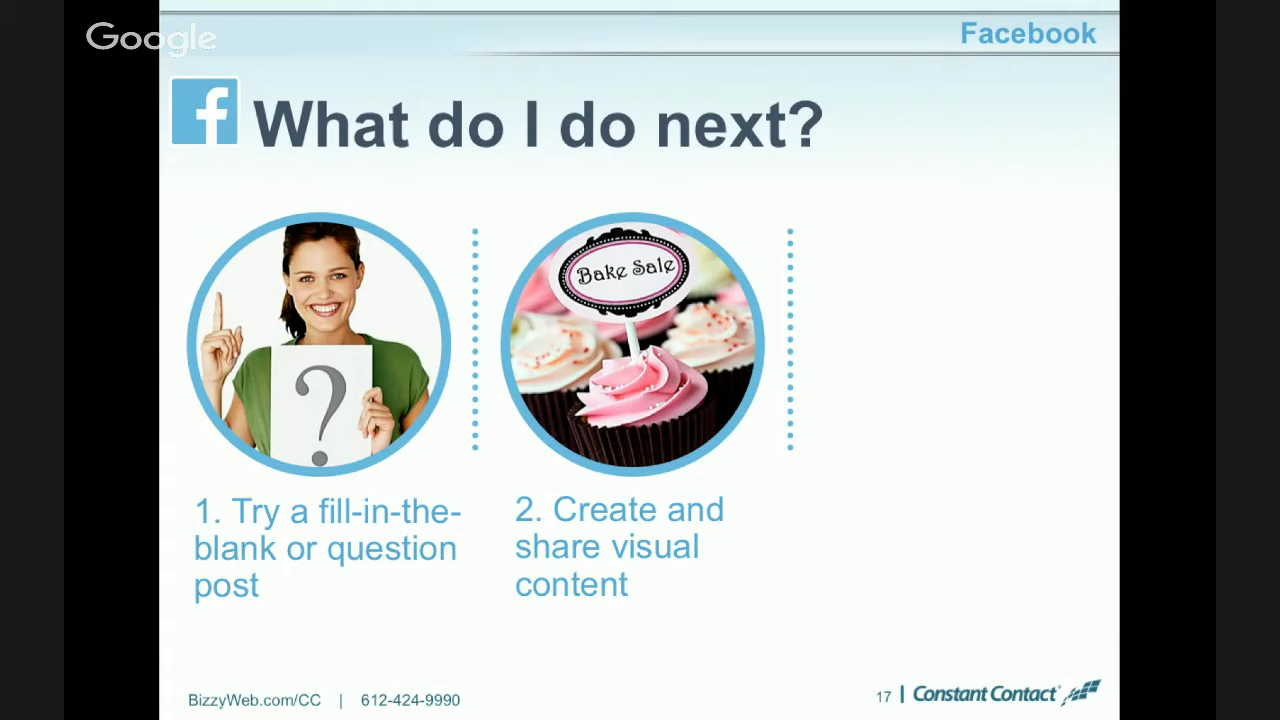 Google
Facebook
f What do I do next?
?
Bake Sale
1. Try a fill-in-the-
blank or question
post
2. Create and
share visual
content
BizzyWeb.com/CC | 612-424-9990
17 | Constant Contact